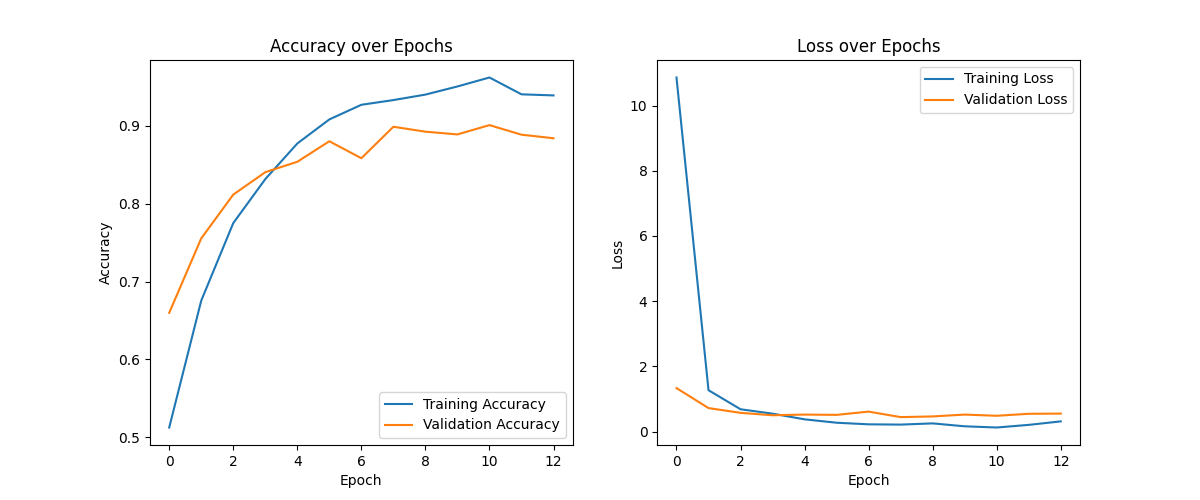 Accuracy over Epochs
Accuracy
0.9
0.8
0.7
0.6
0.5
0 2 4 6 8 10 12
Epoch
Training Accuracy
Validation Accuracy
Loss over Epochs
Loss
10
8
6
4
2
0
0 2 4 6 8 10 12
Epoch
Training Loss
Validation Loss